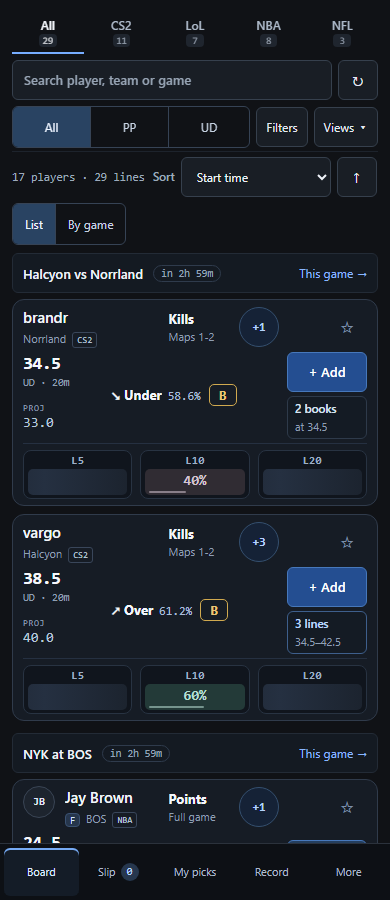 All
29
CS2
11
LoL
7
NBA
8
NFL
3
Search player, team or game
↻
All
PP
UD
Filters
Views ▾
17 players · 29 lines
Sort
Start time
↑
List
By game
Halcyon vs Norrland
in 2h 59m
This game →
brandr
Norrland CS2
Kills
Maps 1-2
+1
☆
34.5
UD · 20m
PROJ
33.0
↘ Under 58.6% B
+ Add
2 books
at 34.5
L5
L10
40%
L20
vargo
Halcyon CS2
Kills
Maps 1-2
+3
☆
38.5
UD · 20m
PROJ
40.0
↗ Over 61.2% B
+ Add
3 lines
34.5–42.5
L5
L10
60%
L20
NYK at BOS
in 2h 59m
This game →
JB
Jay Brown
F BOS NBA
Points
Full game
+1
☆
Board
Slip 0
My picks
Record
More